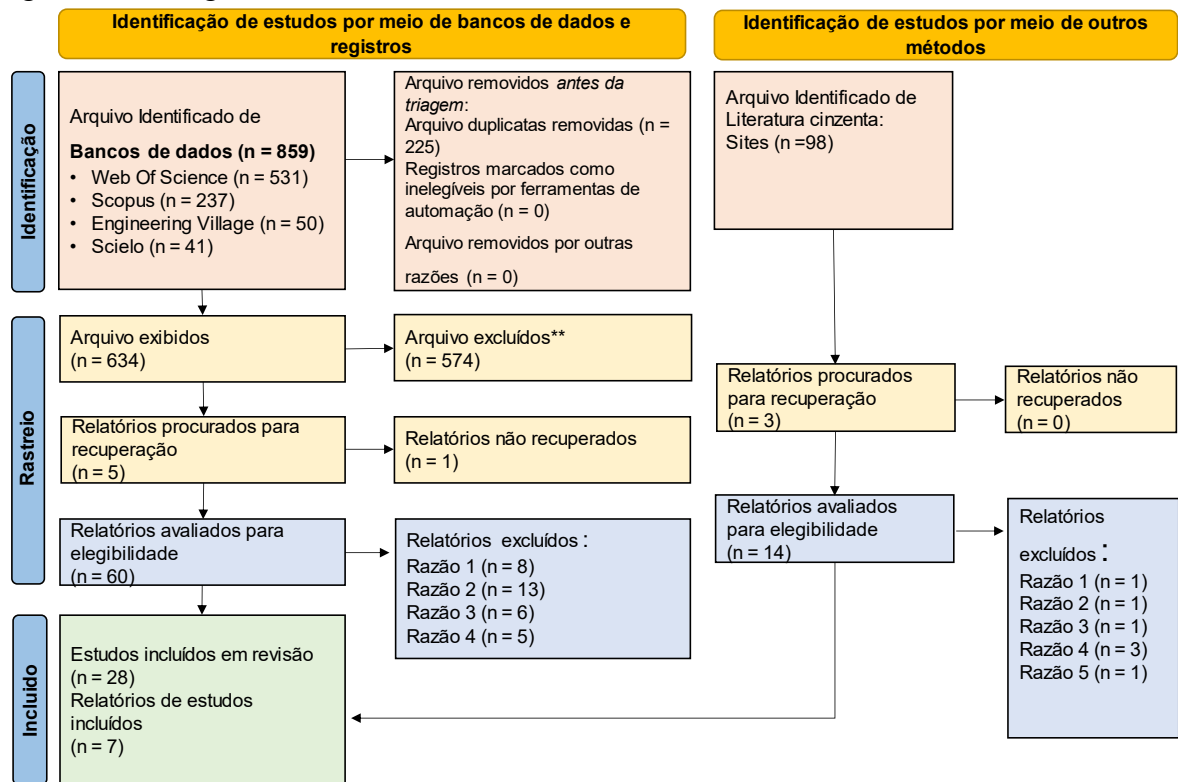 Identificação de estudos por meio de bancos de dados e
registros
Identificação de estudos por meio de outros
métodos
Identificação
Arquivo Identificado de
Bancos de dados (n = 859)
• Web Of Science (n = 531)
• Scopus (n = 237)
• Engineering Village (n = 50)
• Scielo (n = 41)
Arquivo removidos antes da
triagem:
Arquivo duplicatas removidas (n =
225)
Registros marcados como
inelegíveis por ferramentas de
automação (n = 0)
Arquivo removidos por outras
razões (n = 0)
Arquivo Identificado de
Literatura cinzenta:
Sites (n =98)
Rastreio
Arquivo exibidos
(n = 634)
Arquivo excluídos**
(n = 574)
Relatórios procurados para
recuperação
(n = 5)
Relatórios não recuperados
(n = 1)
Relatórios procurados
para recuperação
(n = 3)
Relatórios não
recuperados
(n = 0)
Relatórios avaliados para
elegibilidade
(n = 60)
Relatórios excluídos :
Razão 1 (n = 8)
Razão 2 (n = 13)
Razão 3 (n = 6)
Razão 4 (n = 5)
Relatórios avaliados
para elegibilidade
(n = 14)
Relatórios
excluídos :
Razão 1 (n = 1)
Razão 2 (n = 1)
Razão 3 (n = 1)
Razão 4 (n = 3)
Razão 5 (n = 1)
Incluído
Estudos incluídos em revisão
(n = 28)
Relatórios de estudos
incluídos
(n = 7)